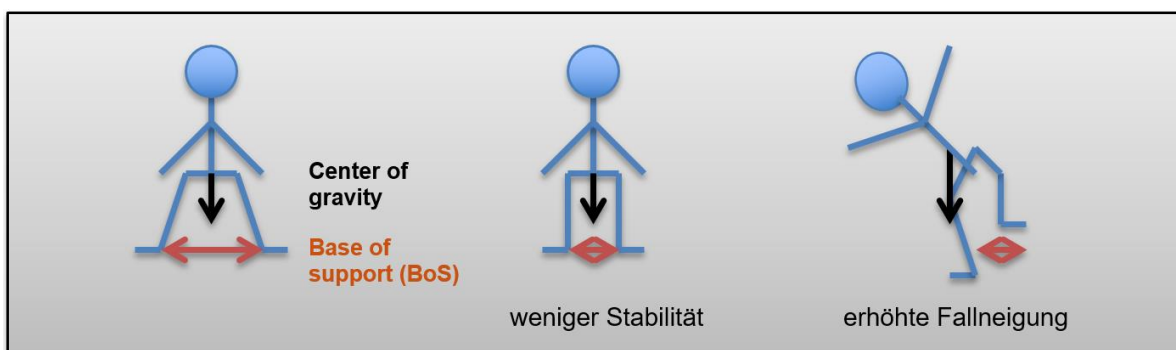 Center of
gravity
Base of
support (BoS)
weniger Stabilität
erhöhte Fallneigung